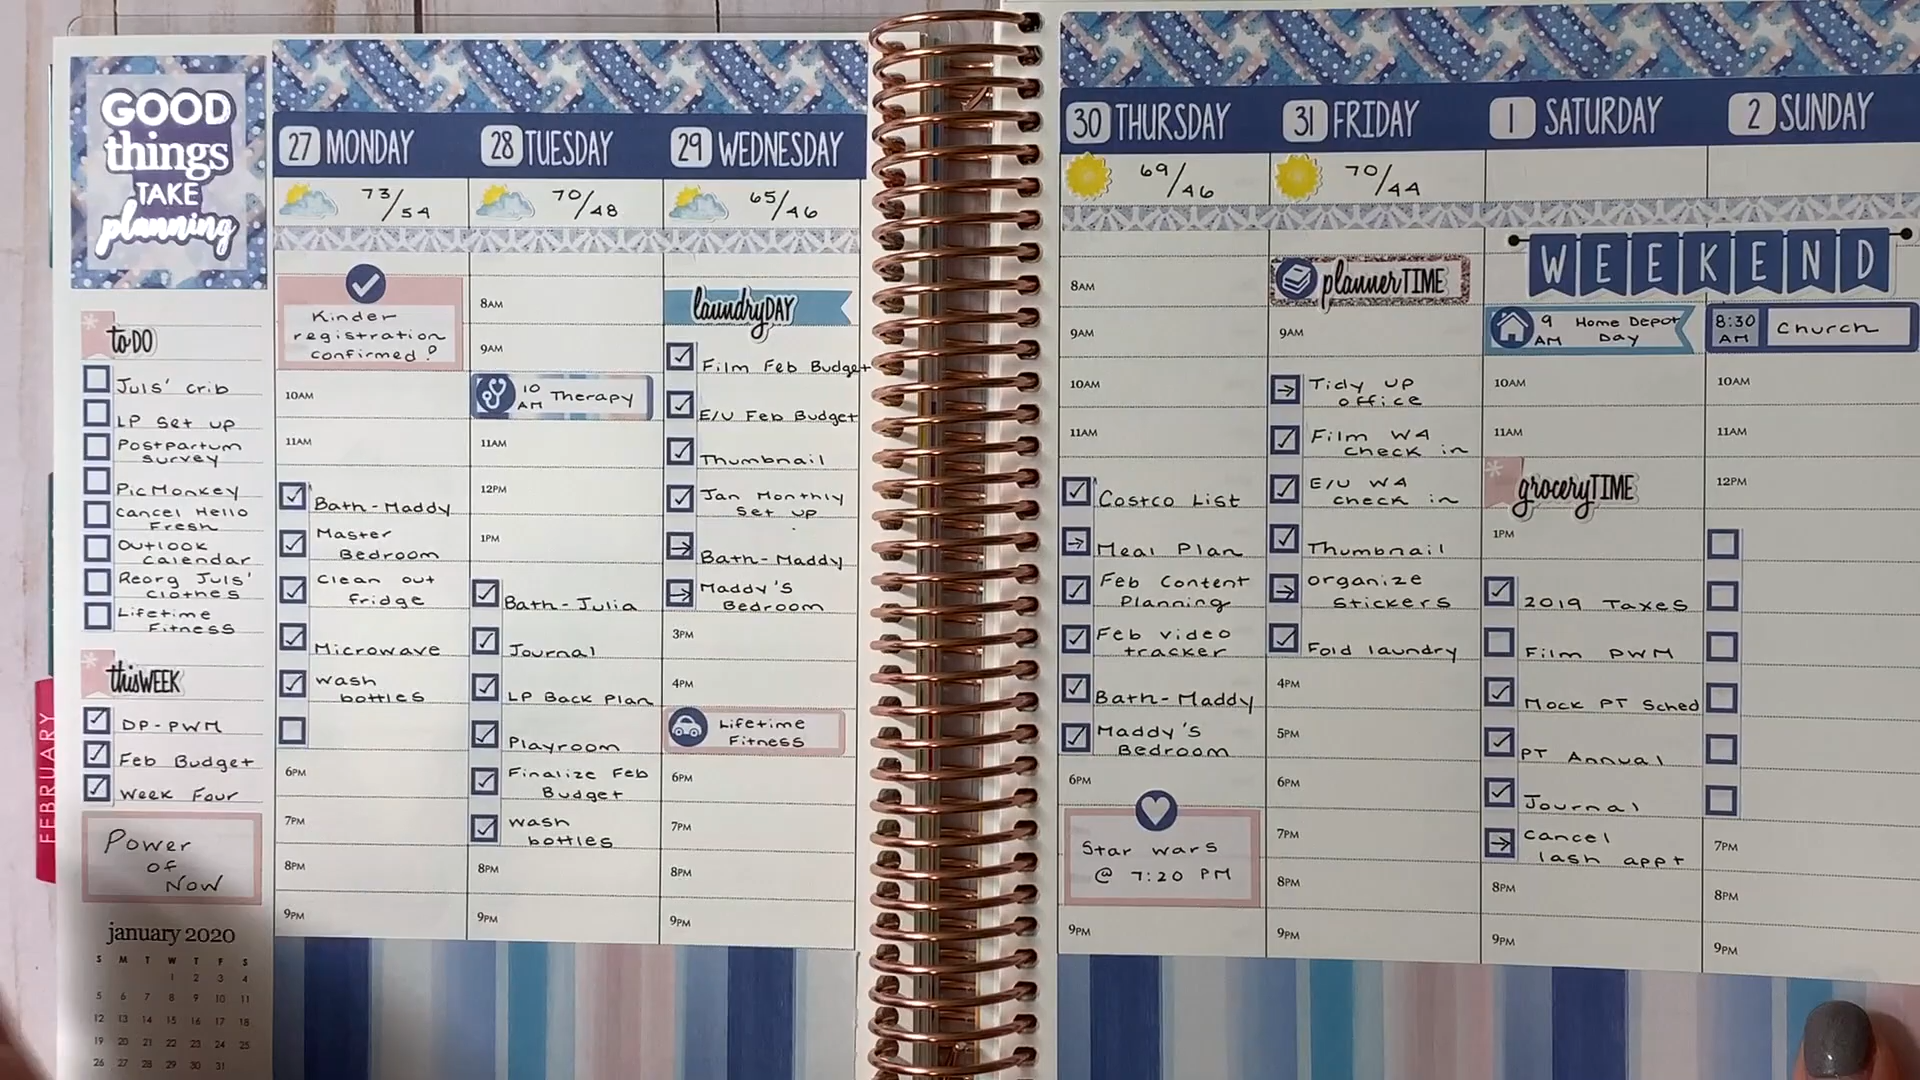 GOOD
things
TAKE
planning
toDO
Juls' crib
LP set up
Postpartum
survey
PicMonkey
Cancel Hello
Fresh
Outlook
calendar
Reorg Juls'
clothes
Lifetime
Fitness
thisWEEK
DP-PWM
Feb Budget
Week Four
Power
of
Now
january 2020
S M T W T F S
1 2 3 4
5 6 7 8 9 10 11
12 13 14 15 16 17 18
19 20 21 22 23 24 25
26 27 28 29 30 31
FEBRUARY
27 MONDAY
73/54
Kinder
registration
confirmed?
10AM
11AM
Bath-Maddy
Master
Bedroom
Clean out
fridge
Microwave
wash
bottles
6PM
7PM
8PM
9PM
28 TUESDAY
70/48
8AM
9AM
10 AM Therapy
11AM
12PM
1PM
Bath-Julia
Journal
LP Back Plan
Playroom
Finalize Feb
Budget
wash
bottles
8PM
9PM
29 WEDNESDAY
65/46
laundryDAY
Film Feb Budget
E/U Feb Budget
Thumbnail
Jan Monthly
set up
Bath-Maddy
Maddy's
Bedroom
3PM
4PM
Lifetime
Fitness
6PM
7PM
8PM
9PM
30 THURSDAY
69/46
8AM
9AM
10AM
11AM
Costco List
Meal Plan
Feb Content
Planning
Feb video
tracker
Bath-Maddy
Maddy's
Bedroom
6PM
Star wars
@ 7:20 PM
9PM
31 FRIDAY
70/44
plannerTIME
9AM
Tidy up
office
Film W4
check in
E/U W4
check in
Thumbnail
organize
stickers
Fold laundry
4PM
5PM
6PM
7PM
8PM
9PM
WEEKEND
1 SATURDAY
9 AM Home Depot
Day
10AM
11AM
groceryTIME
1PM
2019 Taxes
Film PWM
Mock PT Sched
PT Annual
Journal
cancel
lash appt
8PM
9PM
2 SUNDAY
8:30 AM Church
10AM
11AM
12PM
7PM
8PM
9PM